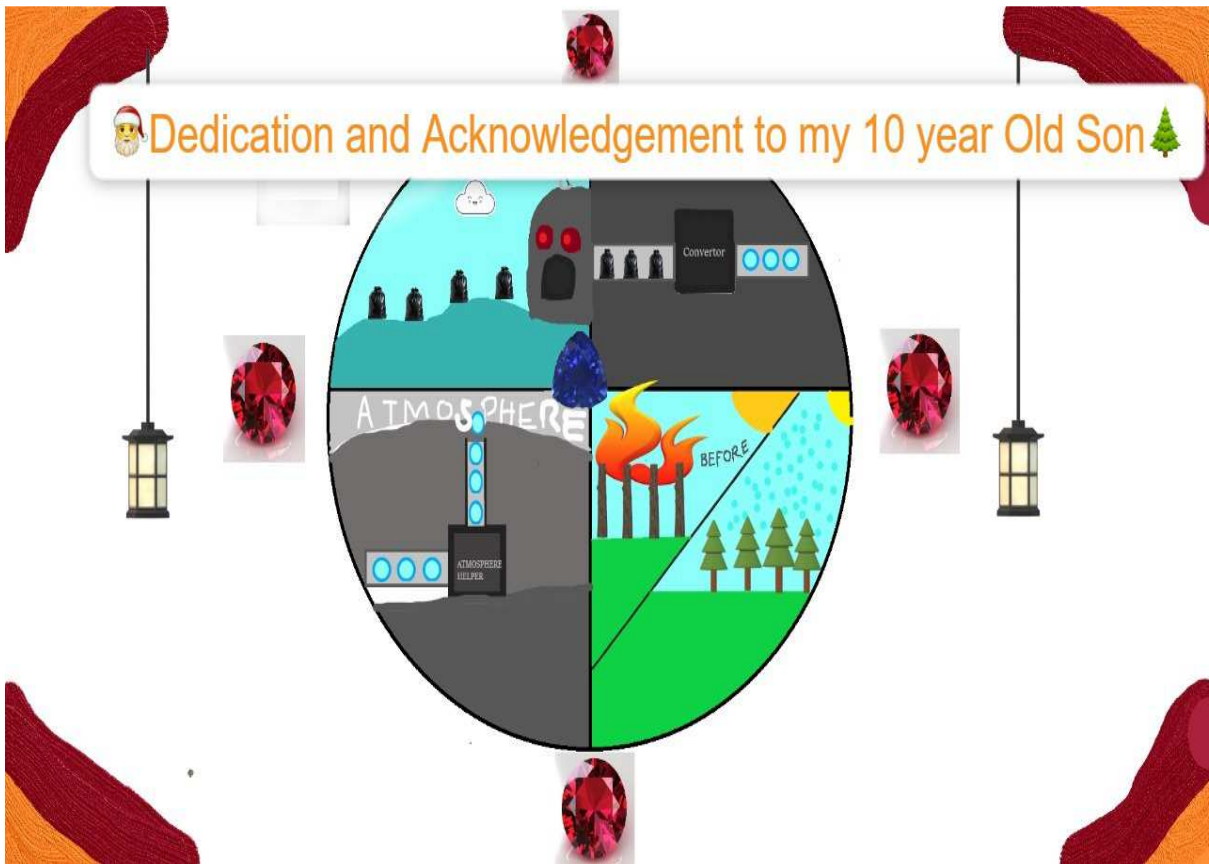 🎅Dedication and Acknowledgement to my 10 year Old Son🌲
Convertor
ATMOSPHERE
BEFORE
ATMOSPHERE
HELPER